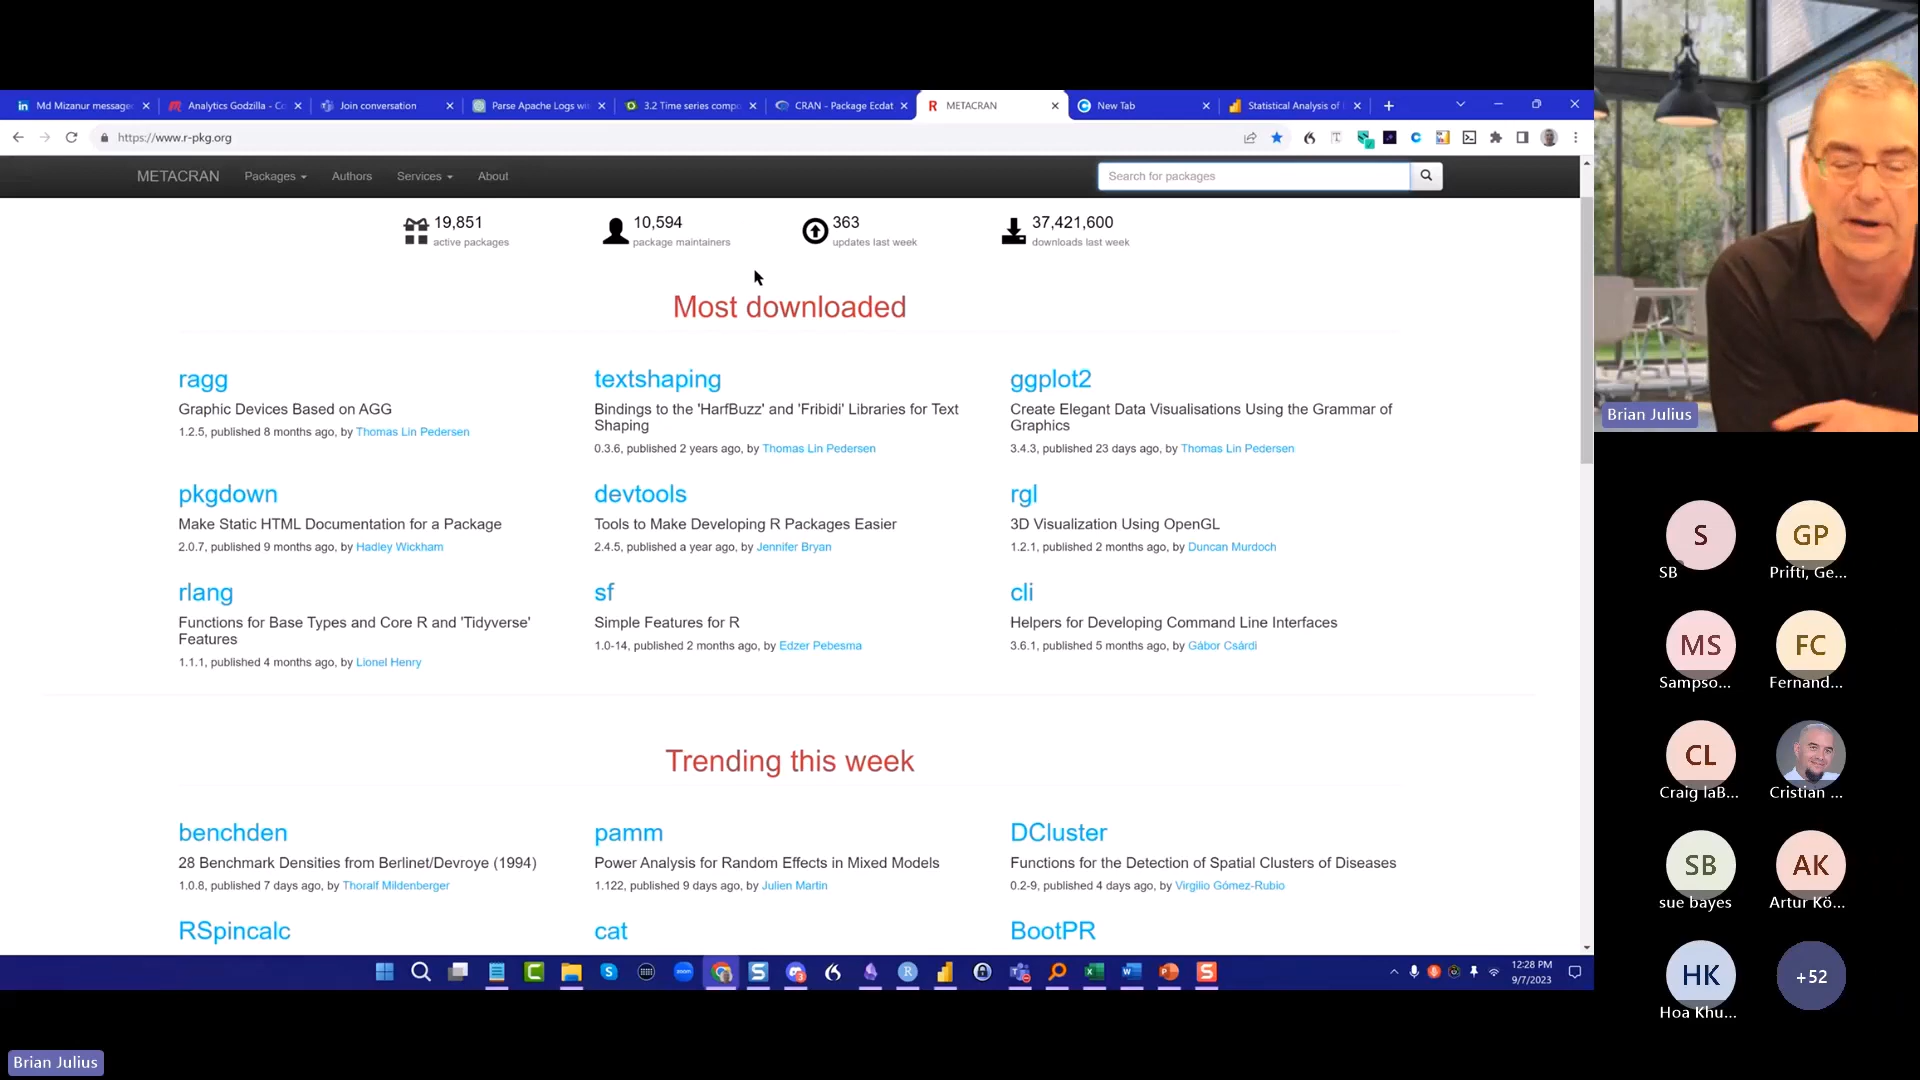 Md Mizanur message
Analytics Godzilla - Co
Join conversation
Parse Apache Logs wi
3.2 Time series compo
CRAN - Package Ecdat
METACRAN
New Tab
Statistical Analysis of
https://www.r-pkg.org
METACRAN
Packages
Authors
Services
About
Search for packages
19,851
active packages
10,594
package maintainers
363
updates last week
37,421,600
downloads last week
Most downloaded
ragg
Graphic Devices Based on AGG
1.2.5, published 8 months ago, by Thomas Lin Pedersen
textshaping
Bindings to the 'HarfBuzz' and 'Fribidi' Libraries for Text
Shaping
0.3.6, published 2 years ago, by Thomas Lin Pedersen
ggplot2
Create Elegant Data Visualisations Using the Grammar of
Graphics
3.4.3, published 23 days ago, by Thomas Lin Pedersen
pkgdown
Make Static HTML Documentation for a Package
2.0.7, published 9 months ago, by Hadley Wickham
devtools
Tools to Make Developing R Packages Easier
2.4.5, published a year ago, by Jennifer Bryan
rgl
3D Visualization Using OpenGL
1.2.1, published 2 months ago, by Duncan Murdoch
rlang
Functions for Base Types and Core R and 'Tidyverse'
Features
1.1.1, published 4 months ago, by Lionel Henry
sf
Simple Features for R
1.0-14, published 2 months ago, by Edzer Pebesma
cli
Helpers for Developing Command Line Interfaces
3.6.1, published 5 months ago, by Gábor Csárdi
Trending this week
benchden
28 Benchmark Densities from Berlinet/Devroye (1994)
1.0.8, published 7 days ago, by Thoralf Mildenberger
pamm
Power Analysis for Random Effects in Mixed Models
1.122, published 9 days ago, by Julien Martin
DCluster
Functions for the Detection of Spatial Clusters of Diseases
0.2-9, published 4 days ago, by Virgilio Gómez-Rubio
RSpincalc
cat
BootPR
12:28 PM
9/7/2023
Brian Julius
S
SB
GP
Prifti, Ge...
MS
Sampso...
FC
Fernand...
CL
Craig laB...
Cristian ...
SB
sue bayes
AK
Artur Kö...
HK
Hoa Khu...
+52
Brian Julius